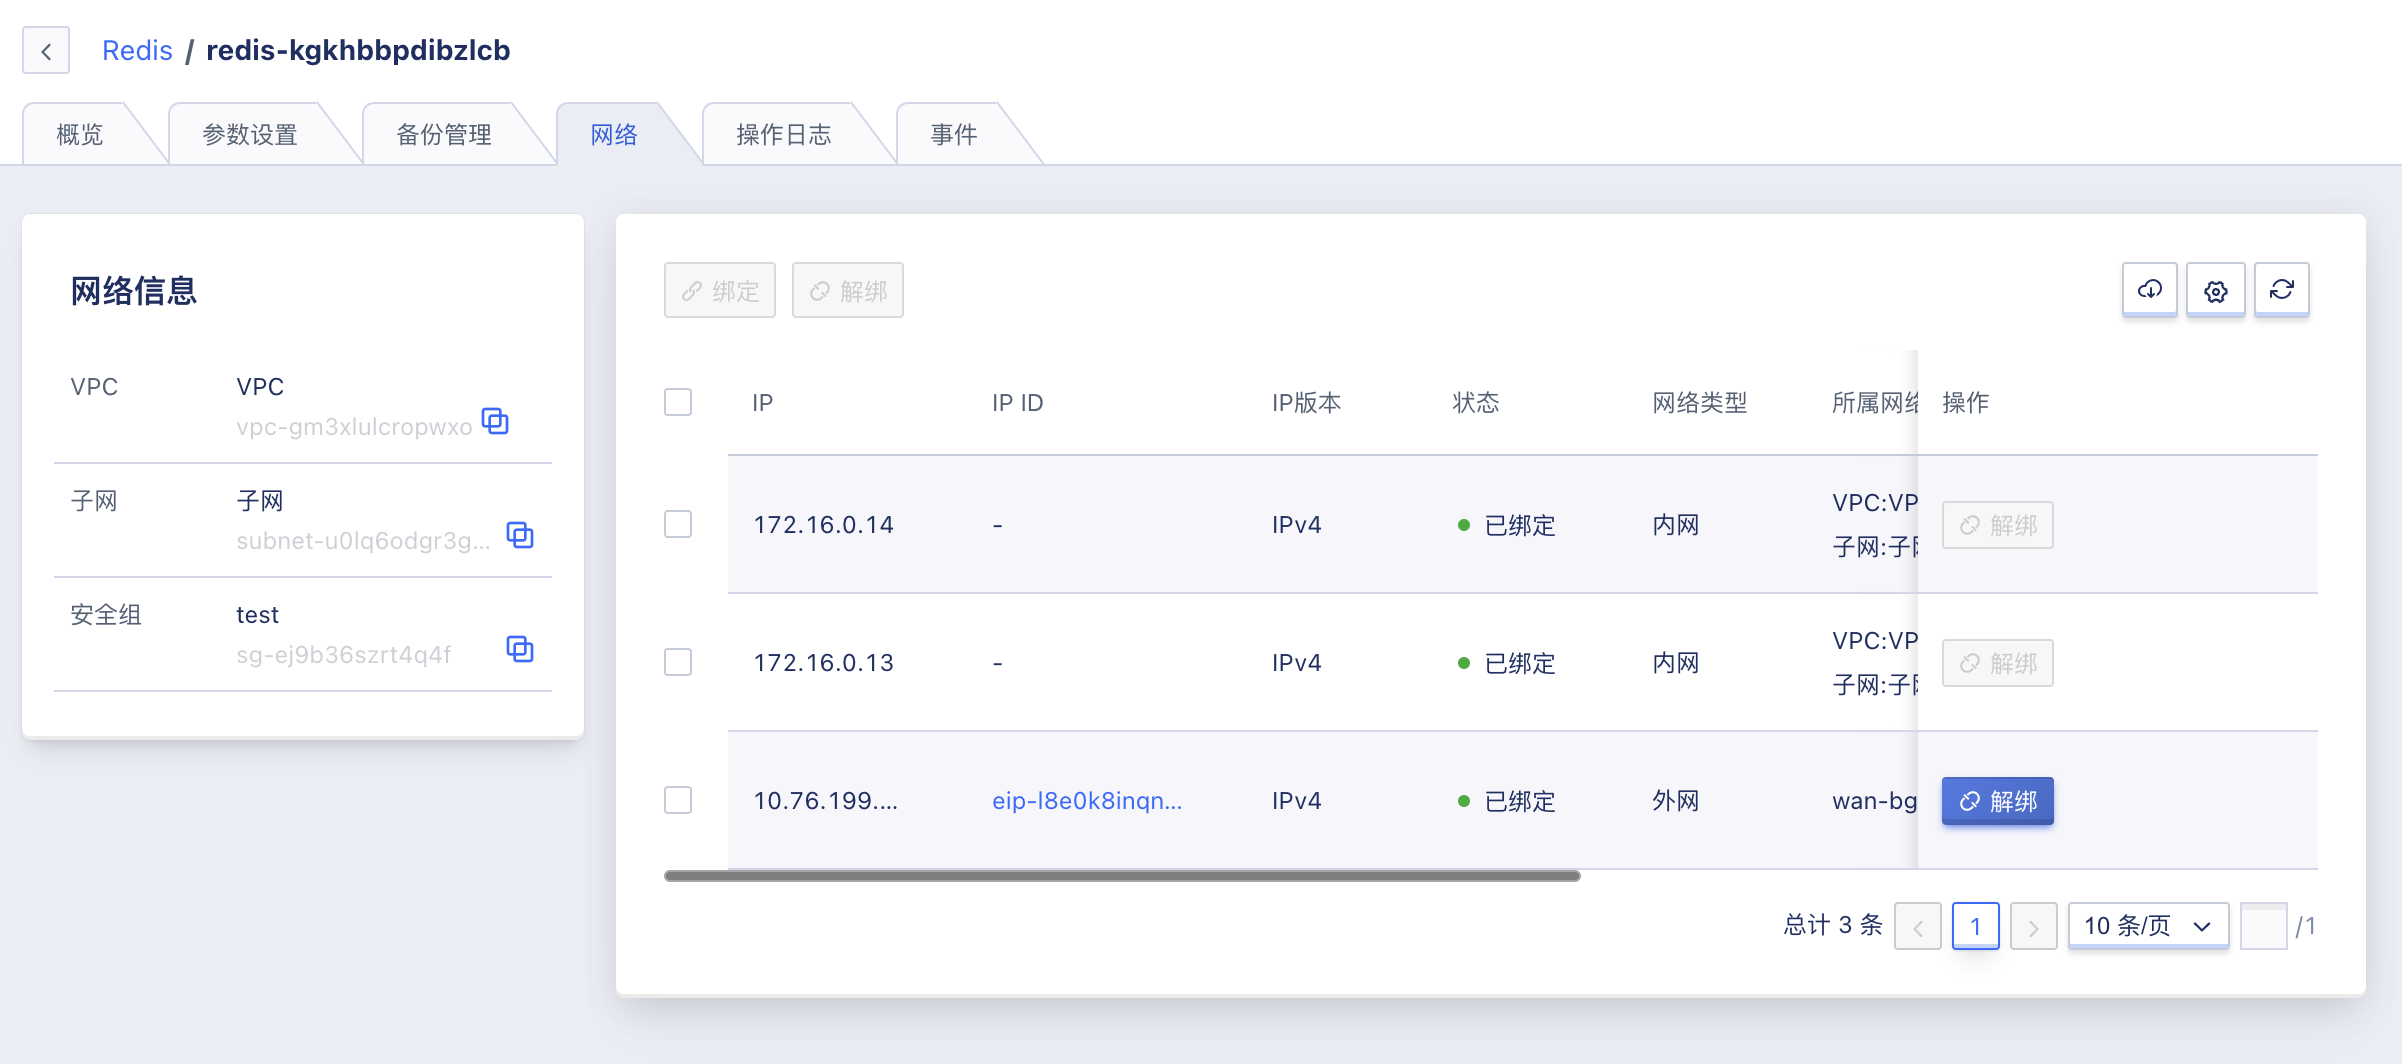 Redis / redis-kgkhbbpdibzlcb
概览 参数设置 备份管理 网络 操作日志 事件
网络信息
VPC VPC
vpc-gm3xlulcropwxo
子网 子网
subnet-u0lq6odgr3g...
安全组 test
sg-ej9b36szrt4q4f
绑定 解绑
IP IP ID IP版本 状态 网络类型 所属网络 操作
172.16.0.14 - IPv4 已绑定 内网 VPC:VP 子网:子网 解绑
172.16.0.13 - IPv4 已绑定 内网 VPC:VP 子网:子网 解绑
10.76.199.... eip-l8e0k8inqn... IPv4 已绑定 外网 wan-bg 解绑
总计 3 条 1 10 条/页 /1